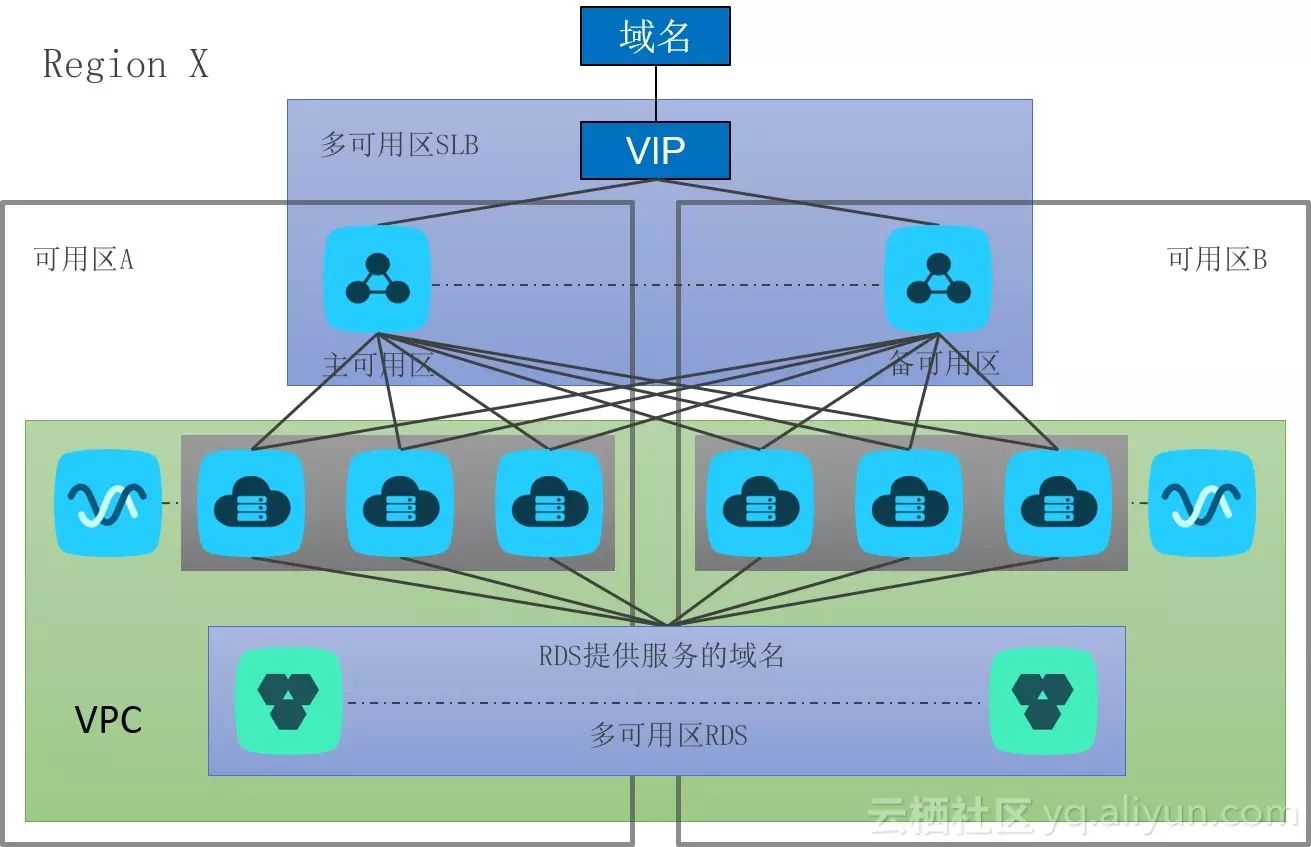 域名
Region X
多可用区SLB
VIP
可用区A
可用区B
主可用区
备可用区
RDS提供服务的域名
VPC
多可用区RDS
云栖社区 yq.aliyun.com